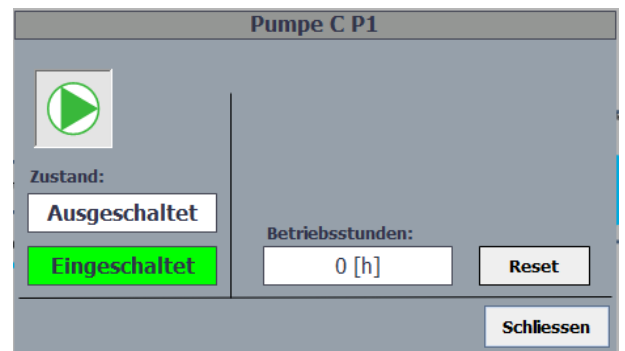 Pumpe C P1
Zustand:
Ausgeschaltet
Eingeschaltet
Betriebsstunden:
0 [h]
Reset
Schliessen